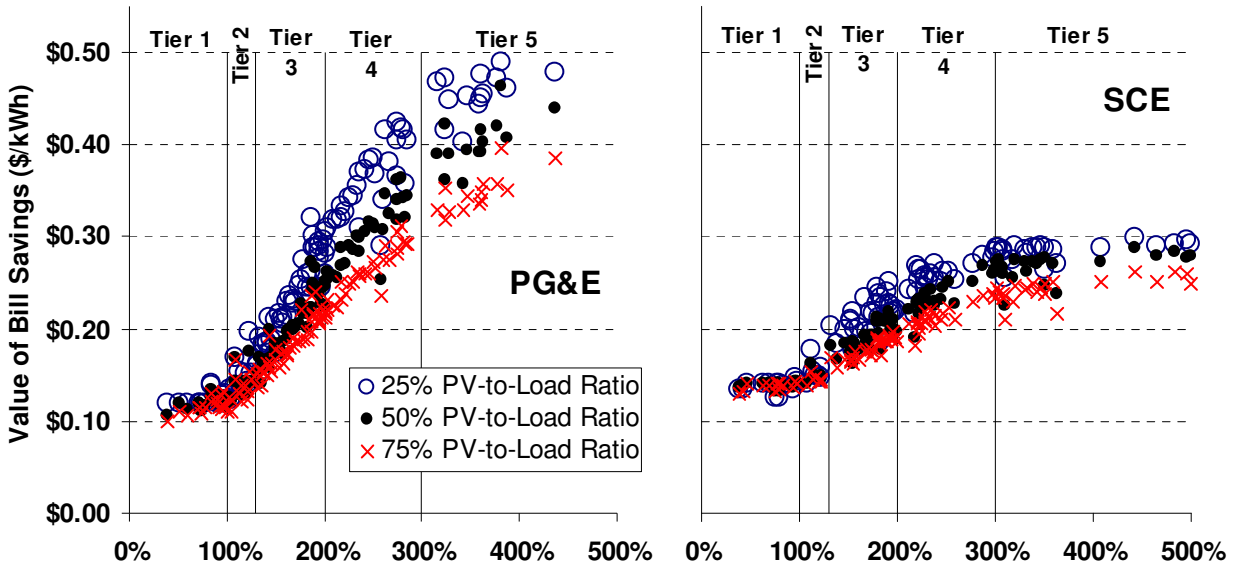 Value of Bill Savings ($/kWh)
$0.50
$0.40
$0.30
$0.20
$0.10
$0.00
Tier 1
Tier 2
Tier
3
Tier
4
Tier 5
PG&E
25% PV-to-Load Ratio
50% PV-to-Load Ratio
75% PV-to-Load Ratio
0%
100%
200%
300%
400%
500%
Tier 1
Tier 2
Tier
3
Tier
4
Tier 5
SCE
0%
100%
200%
300%
400%
500%